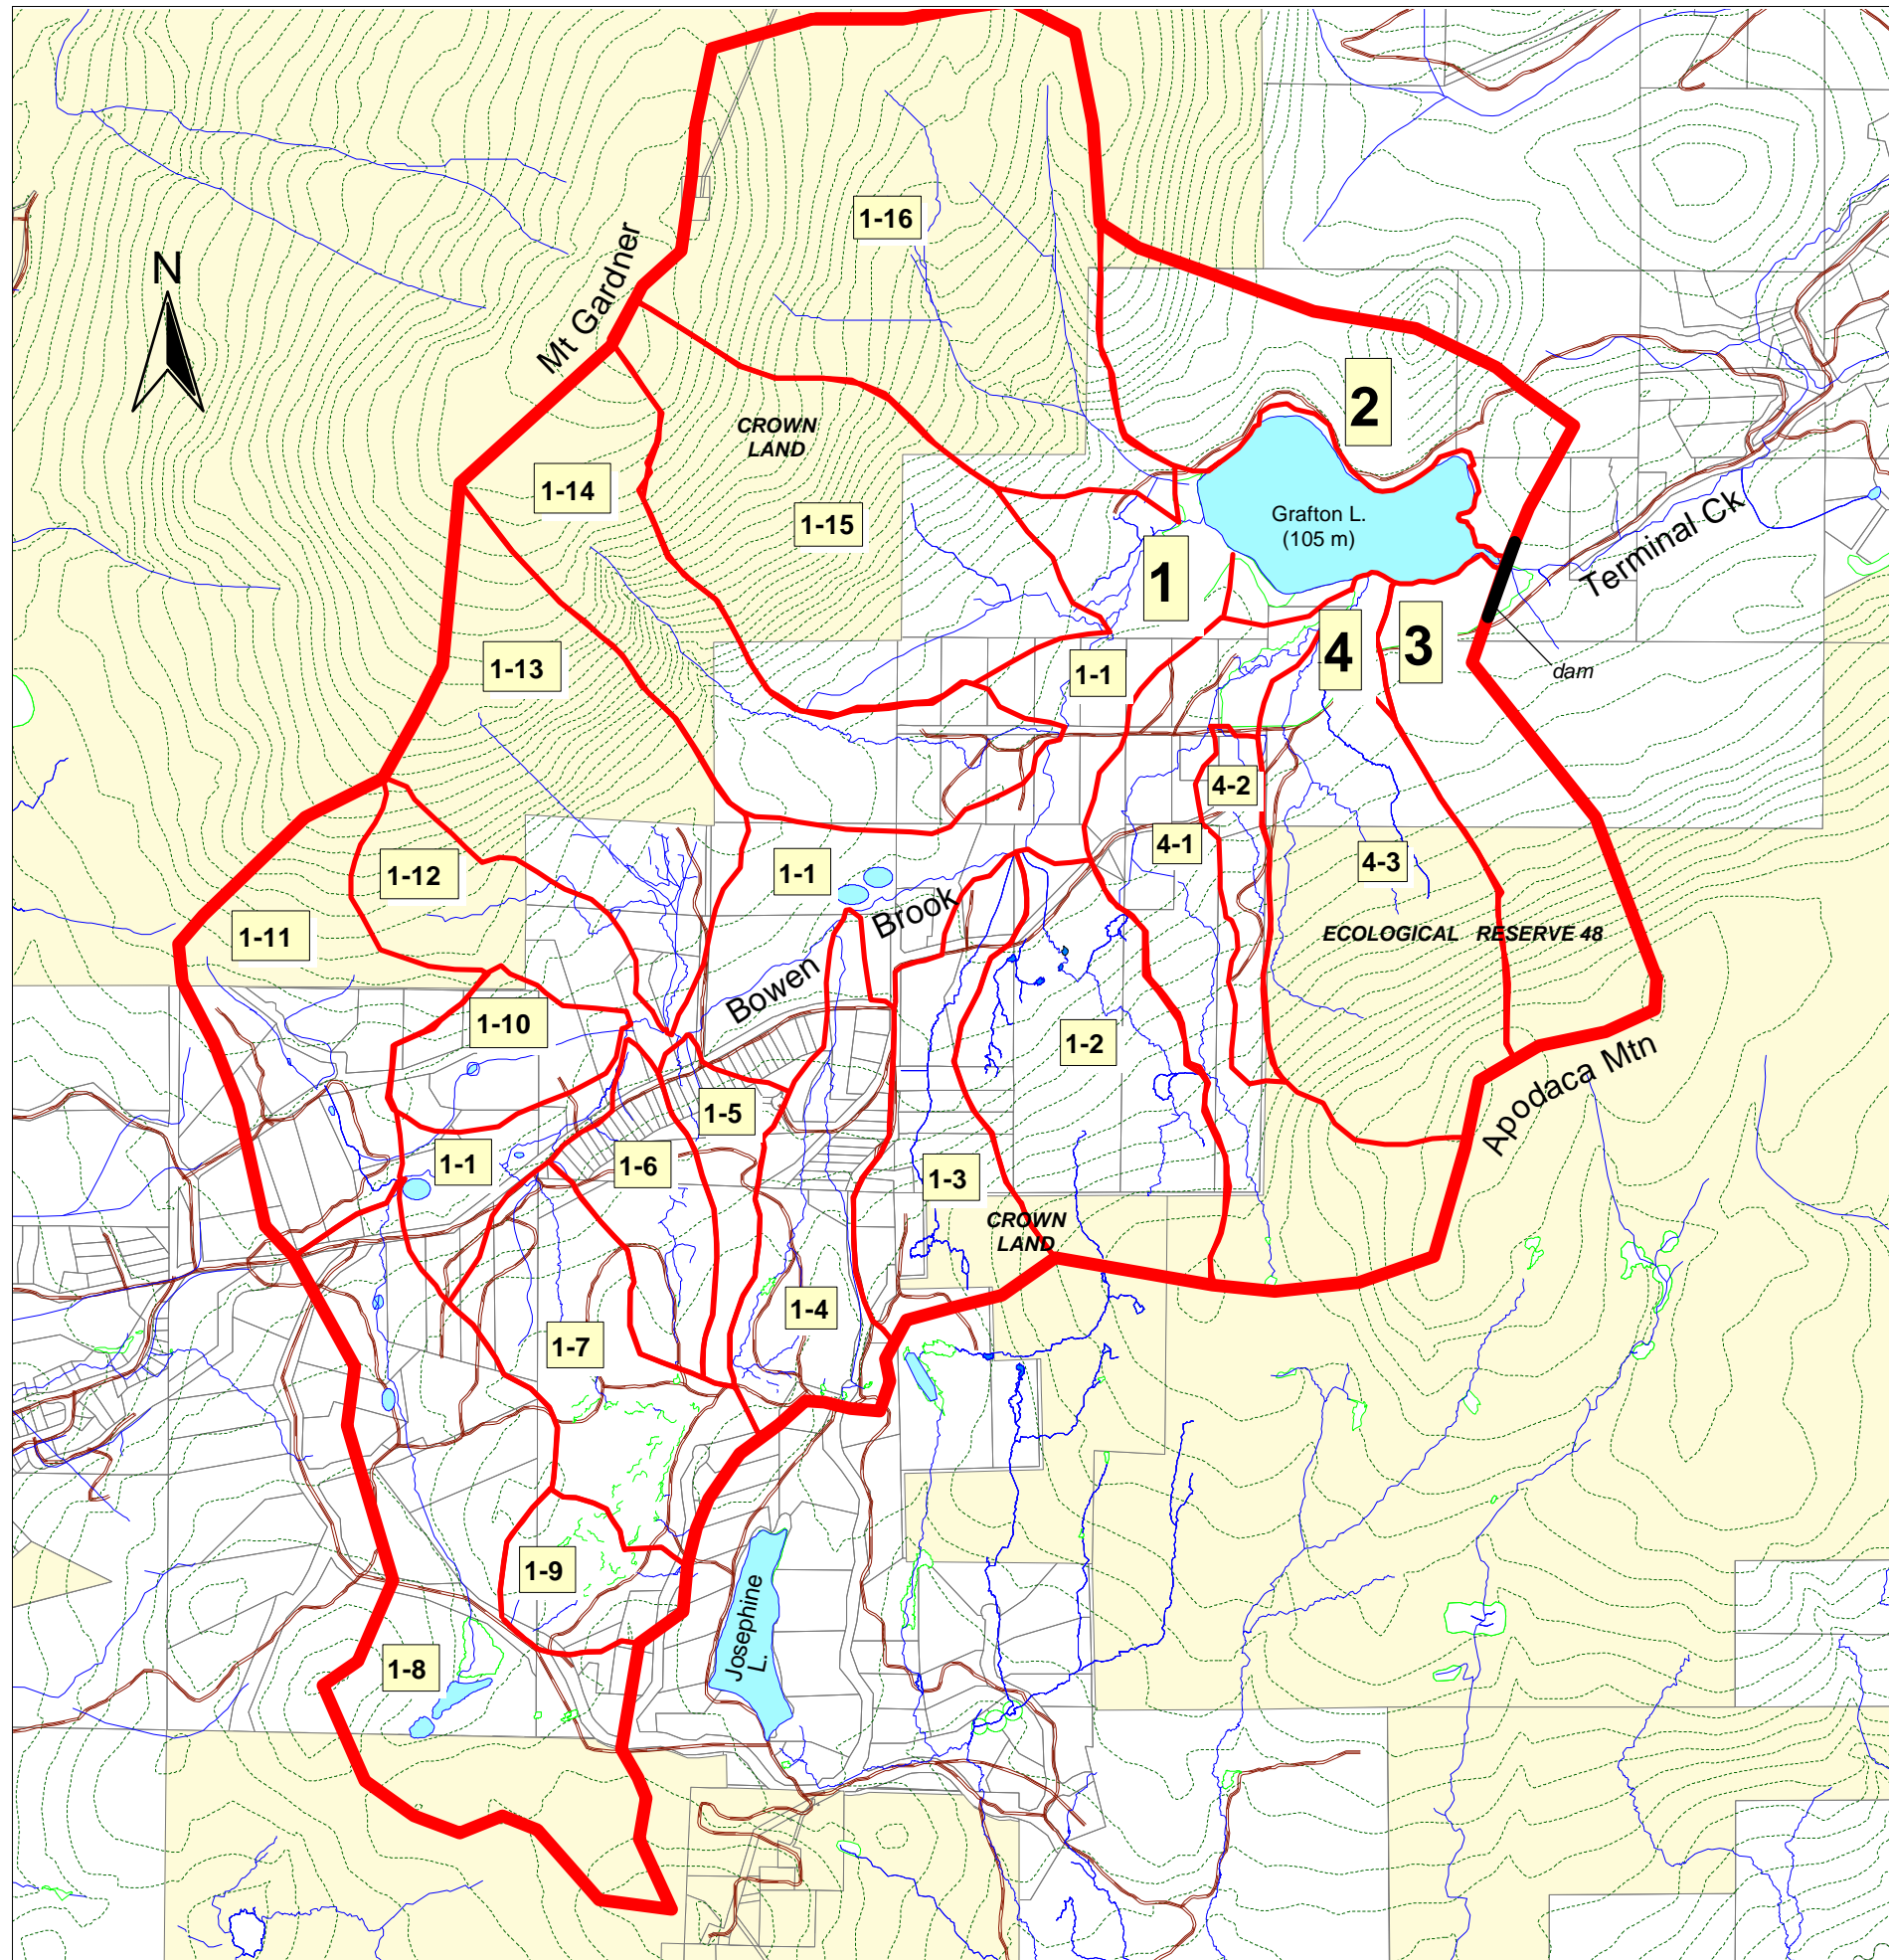 1-16
Mt Gardner
N
2
CROWN
LAND
1-14
1-15
Grafton L.
(105 m)
Terminal Ck
1
4
3
1-13
1-1
dam
4-2
4-1
4-3
1-12
1-1
Brook
1-11
ECOLOGICAL RESERVE 48
Bowen
1-10
1-2
Apodaca Mtn
1-5
1-1
1-6
1-3
CROWN
LAND
1-4
1-7
1-9
Josephine
L.
1-8